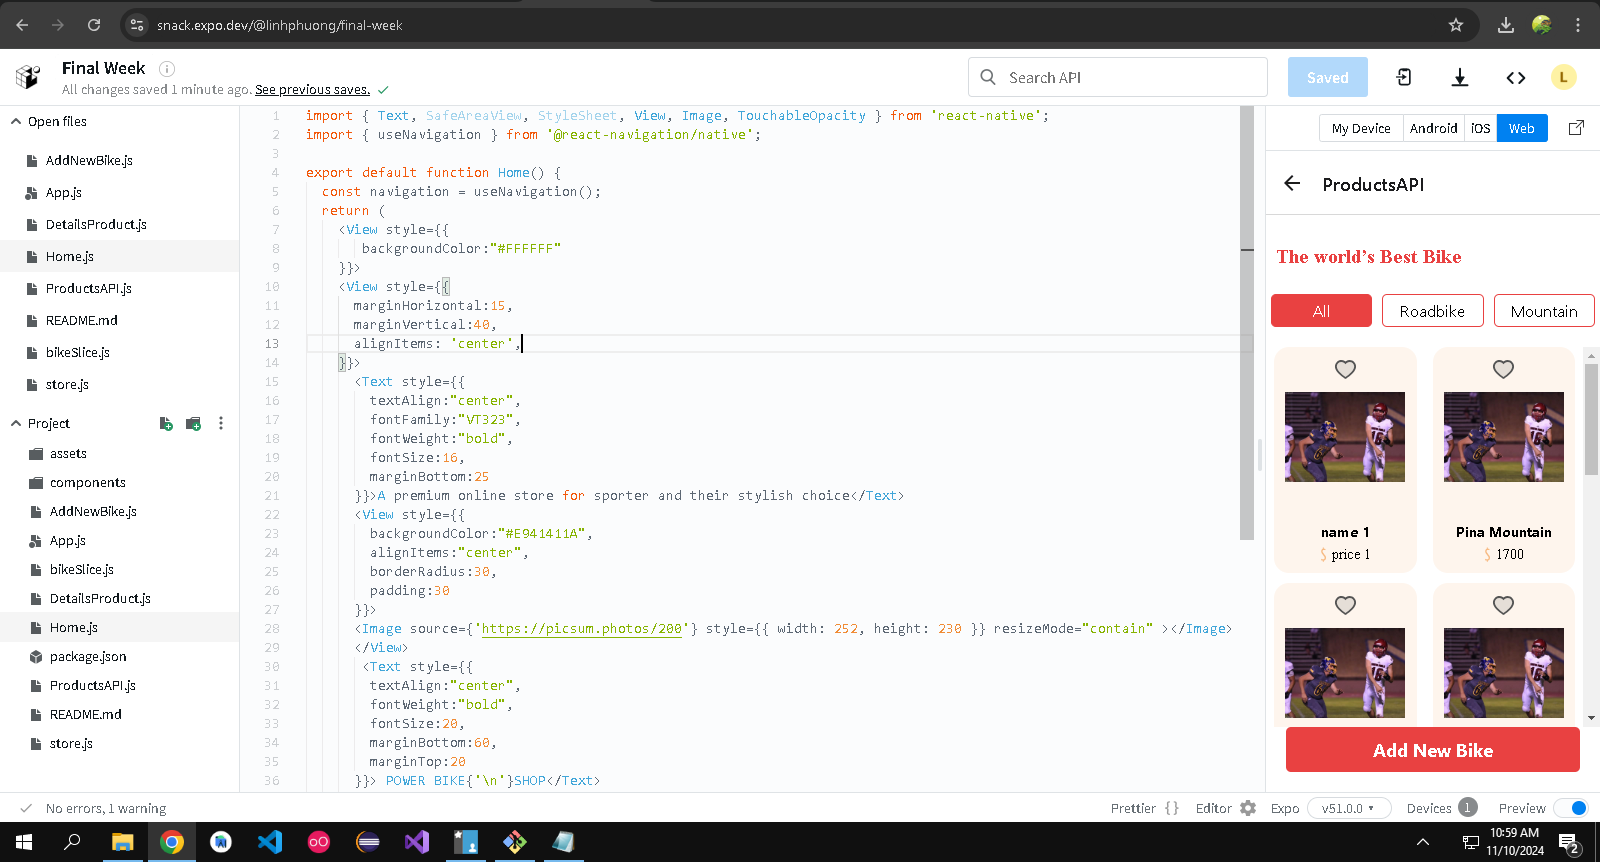 snack.expo.dev/@linhphuong/final-week
Final Week
All changes saved 1 minute ago. See previous saves.
Search API
Saved
L
Open files
AddNewBike.js
App.js
DetailsProduct.js
Home.js
ProductsAPI.js
README.md
bikeSlice.js
store.js
Project
assets
components
AddNewBike.js
App.js
bikeSlice.js
DetailsProduct.js
Home.js
package.json
ProductsAPI.js
README.md
store.js
1 import { Text, SafeAreaView, StyleSheet, View, Image, TouchableOpacity } from 'react-native';
2 import { useNavigation } from '@react-navigation/native';
3
4 export default function Home() {
5 const navigation = useNavigation();
6 return (
7 <View style={{
8 backgroundColor:"#FFFFFF"
9 }}>
10 <View style={{
11 marginHorizontal:15,
12 marginVertical:40,
13 alignItems: 'center',
14 }}>
15 <Text style={{
16 textAlign:"center",
17 fontFamily:"VT323",
18 fontWeight:"bold",
19 fontSize:16,
20 marginBottom:25
21 }}>A premium online store for sporter and their stylish choice</Text>
22 <View style={{
23 backgroundColor:"#E941411A",
24 alignItems:"center",
25 borderRadius:30,
26 padding:30
27 }}>
28 <Image source={'https://picsum.photos/200'} style={{ width: 252, height: 230 }} resizeMode="contain" ></Image>
29 </View>
30 <Text style={{
31 textAlign:"center",
32 fontWeight:"bold",
33 fontSize:20,
34 marginBottom:60,
35 marginTop:20
36 }}> POWER BIKE{'\n'}SHOP</Text>
My Device Android iOS Web
ProductsAPI
The world's Best Bike
All Roadbike Mountain
name 1
$ price 1
Pina Mountain
$ 1700
Add New Bike
No errors, 1 warning
Prettier { } Editor Expo v51.0.0 Devices 1 Preview
10:59 AM
11/10/2024
2